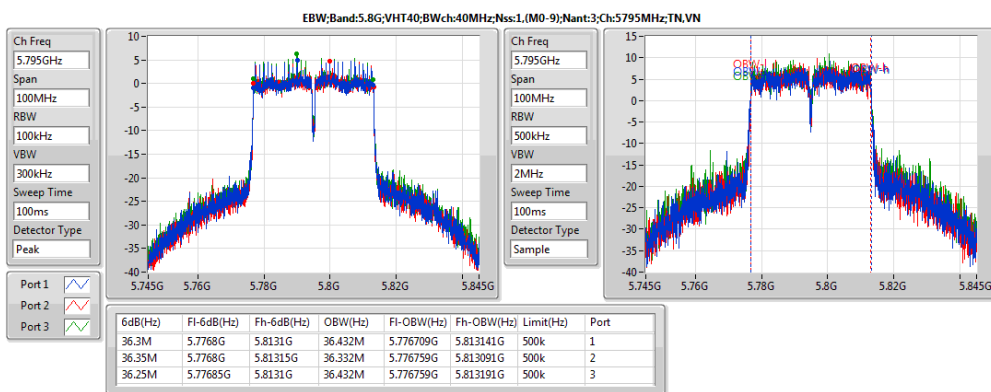 EBW;Band:5.8G;VHT40;BWch:40MHz;Nss:1,(M0-9);Nant:3;Ch:5795MHz;TN,VN
Ch Freq
5.795GHz
Span
100MHz
RBW
100kHz
VBW
300kHz
Sweep Time
100ms
Detector Type
Peak
10
5
0
-5
-10
-15
-20
-25
-30
-35
-40
5.745G
5.76G
5.78G
5.8G
5.82G
5.845G
Ch Freq
5.795GHz
Span
100MHz
RBW
500kHz
VBW
2MHz
Sweep Time
100ms
Detector Type
Sample
15
10
5
0
-5
-10
-15
-20
-25
-30
-35
-40
5.745G
5.76G
5.78G
5.8G
5.82G
5.845G
Port 1
Port 2
Port 3
6dB(Hz) Fl-6dB(Hz) Fh-6dB(Hz) OBW(Hz) Fl-OBW(Hz) Fh-OBW(Hz) Limit(Hz) Port
36.3M 5.7768G 5.8131G 36.432M 5.776709G 5.813141G 500k 1
36.35M 5.7768G 5.81315G 36.332M 5.776759G 5.813091G 500k 2
36.25M 5.77685G 5.8131G 36.432M 5.776759G 5.813191G 500k 3